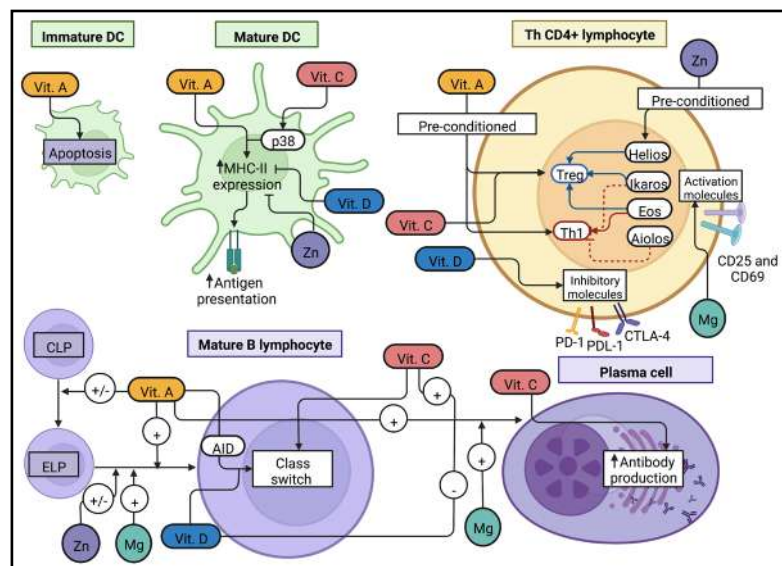 Immature DC
Mature DC
Th CD4+ lymphocyte
Vit. A
Apoptosis
Vit. A
Vit. C
p38
MHC-II
expression
Vit. D
Zn
Antigen
presentation
Vit. A
Pre-conditioned
Zn
Pre-conditioned
Helios
Treg
Ikaros
Eos
Th1
Aiolos
Activation
molecules
CD25 and
CD69
Vit. C
Vit. D
Inhibitory
molecules
PD-1
PDL-1
CTLA-4
Mg
Mature B lymphocyte
Plasma cell
CLP
+/-
Vit. A
+
ELP
+/-
+
Zn
Mg
AID
Class
switch
Vit. D
Vit. C
+
+
-
+
Mg
Vit. C
Antibody
production